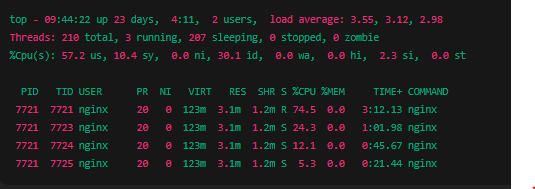 top - 09:44:22 up 23 days,  4:11,  2 users,  load average: 3.55, 3.12, 2.98
Threads: 210 total, 3 running, 207 sleeping, 0 stopped, 0 zombie
%Cpu(s): 57.2 us, 10.4 sy,  0.0 ni, 30.1 id,  0.0 wa,  0.0 hi,  2.3 si,  0.0 st
PID   TID USER      PR  NI   VIRT   RES   SHR S %CPU %MEM    TIME+ COMMAND
7721  7721 nginx     20   0   123m  3.1m  1.2m R 74.5  0.0  3:12.13 nginx
7721  7723 nginx     20   0   123m  3.1m  1.2m S 24.3  0.0  1:01.98 nginx
7721  7724 nginx     20   0   123m  3.1m  1.2m S 12.1  0.0  0:45.67 nginx
7721  7725 nginx     20   0   123m  3.1m  1.2m S  5.3  0.0  0:21.44 nginx